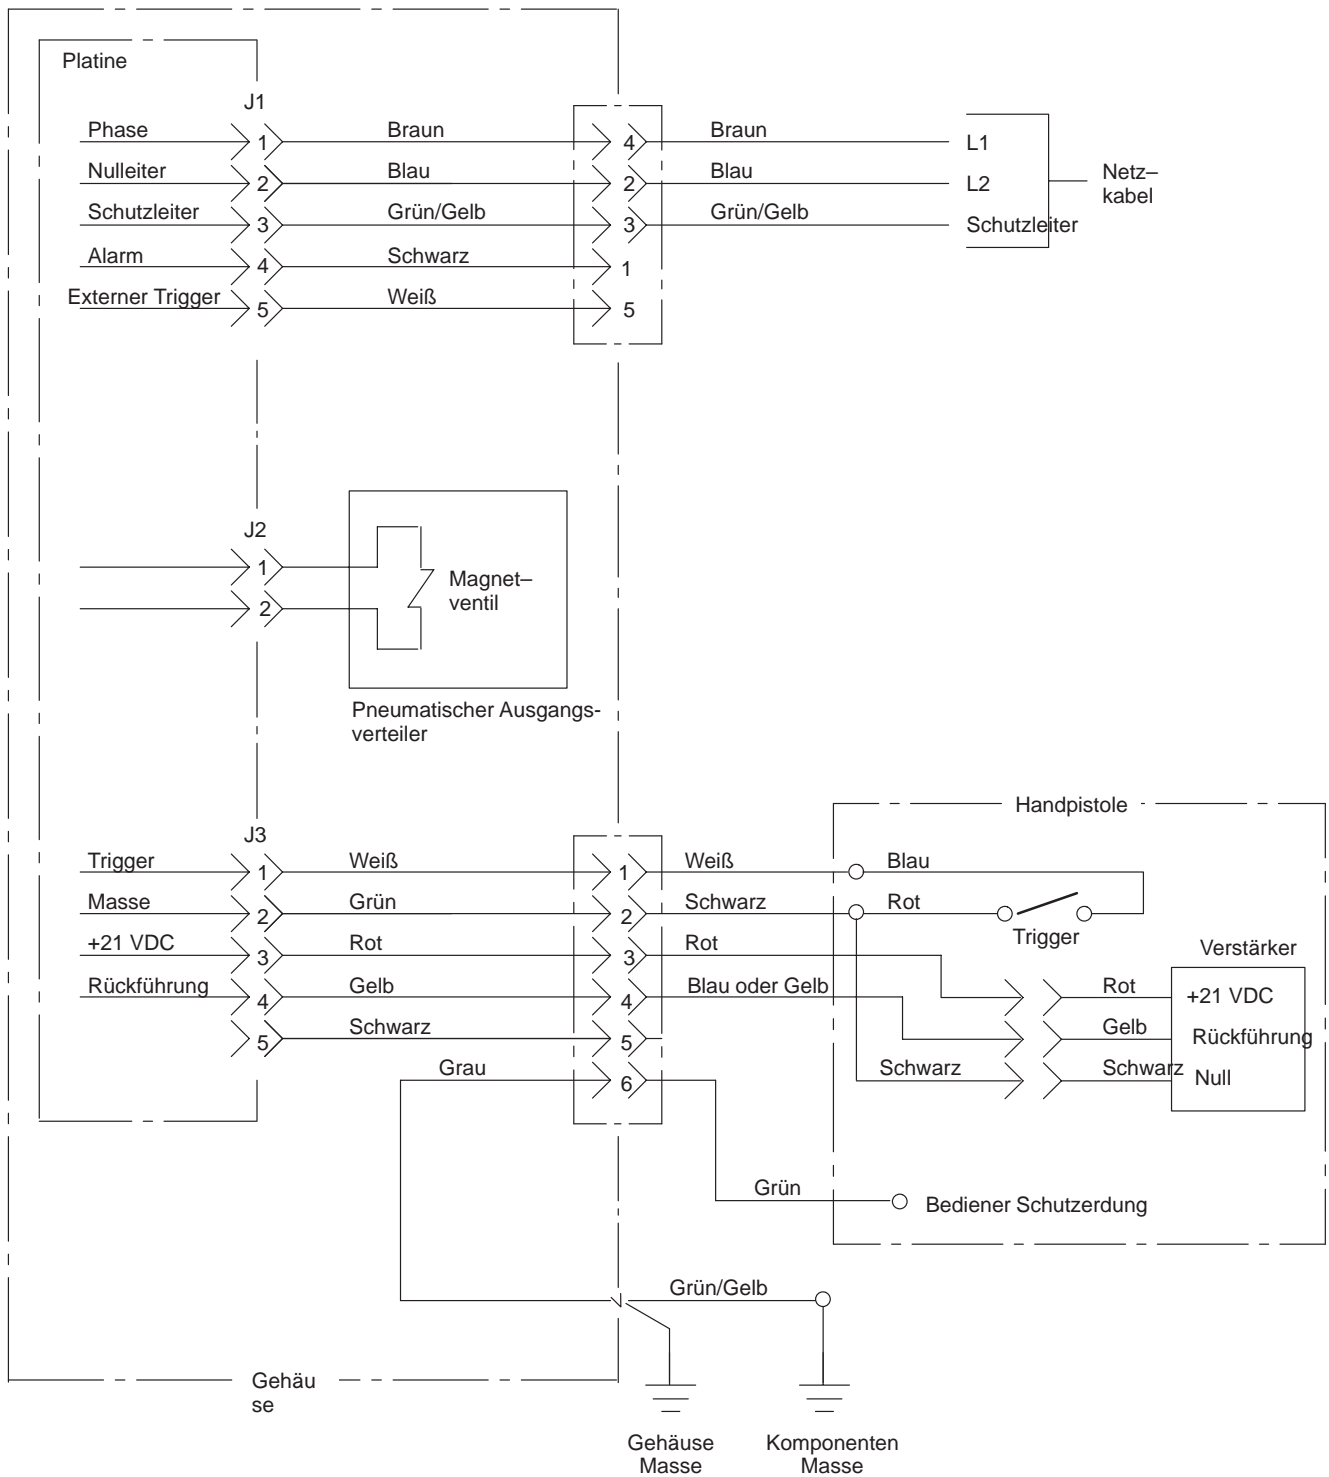 Platine
J1
Phase 1 Braun 4 Braun L1
Nulleiter 2 Blau 2 Blau L2
Netz–
kabel
Schutzleiter 3 Grün/Gelb 3 Grün/Gelb Schutzleiter
Alarm 4 Schwarz 1
Externer Trigger 5 Weiß 5
J2
1
2
Magnet–
ventil
Pneumatischer Ausgangs-
verteiler
Handpistole
J3
Trigger 1 Weiß 1 Weiß Blau
Masse 2 Grün 2 Schwarz Rot
Trigger
+21 VDC 3 Rot 3 Rot
Verstärker
Rückführung 4 Gelb 4 Blau oder Gelb Rot +21 VDC
5 Schwarz 5 Gelb Rückführung
Grau 6 Schwarz Schwarz Null
Grün Bediener Schutzerdung
Grün/Gelb
Gehäu
se
Gehäuse
Masse
Komponenten
Masse